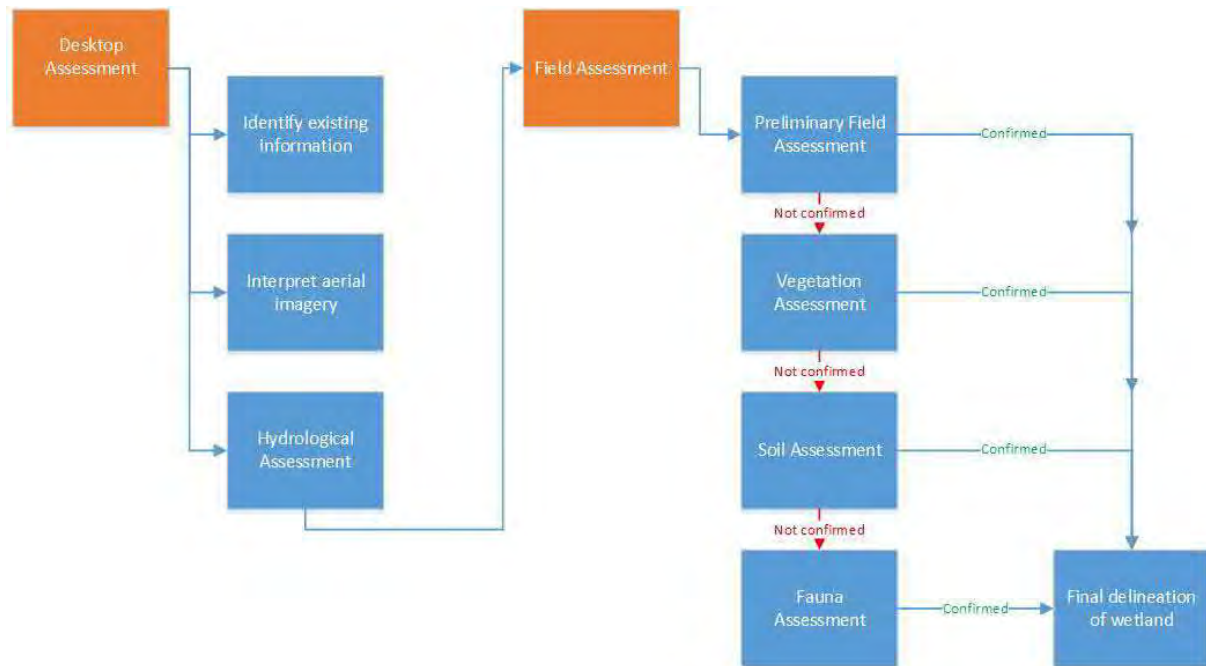 Desktop
Assessment
Identify existing
information
Interpret aerial
imagery
Hydrological
Assessment
Field Assessment
Preliminary Field
Assessment
Confirmed
Not confirmed
Vegetation
Assessment
Confirmed
Not confirmed
Soil Assessment
Confirmed
Not confirmed
Fauna
Assessment
Confirmed
Final delineation
of wetland